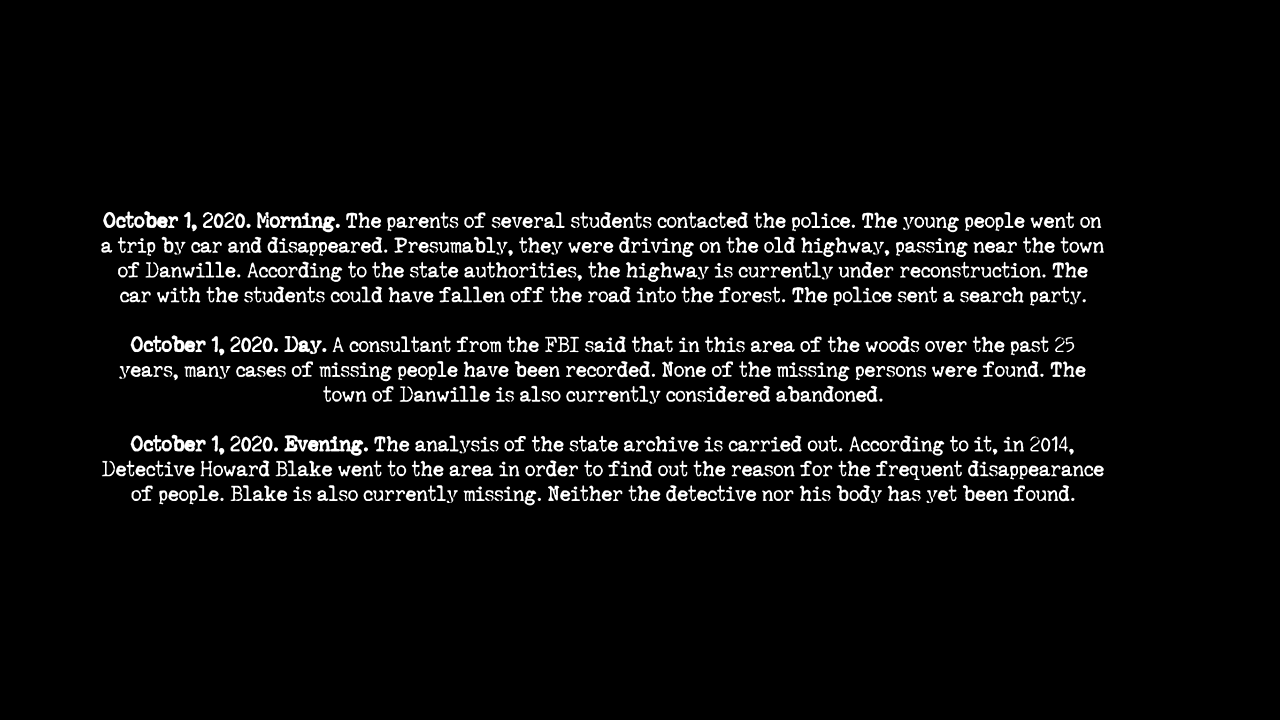 October 1, 2020. Morning. The parents of several students contacted the police. The young people went on
a trip by car and disappeared. Presumably, they were driving on the old highway, passing near the town
of Danwille. According to the state authorities, the highway is currently under reconstruction. The
car with the students could have fallen off the road into the forest. The police sent a search party.
October 1, 2020. Day. A consultant from the FBI said that in this area of the woods over the past 25
years, many cases of missing people have been recorded. None of the missing persons were found. The
town of Danwille is also currently considered abandoned.
October 1, 2020. Evening. The analysis of the state archive is carried out. According to it, in 2014,
Detective Howard Blake went to the area in order to find out the reason for the frequent disappearance
of people. Blake is also currently missing. Neither the detective nor his body has yet been found.